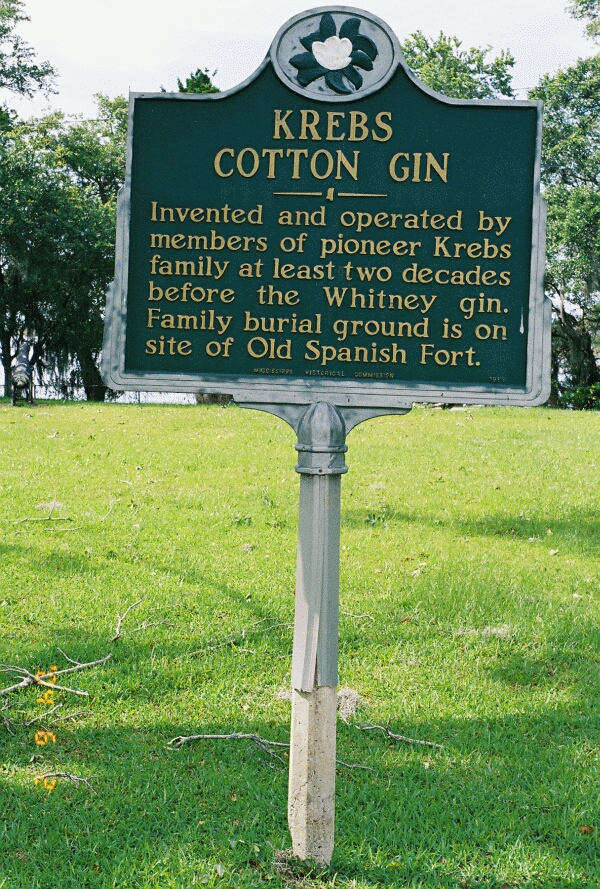 KREBS
COTTON GIN
Invented and operated by
members of pioneer Krebs
family at least two decades
before the Whitney gin.
Family burial ground is on
site of Old Spanish Fort.
MISSISSIPPI HISTORICAL COMMISSION